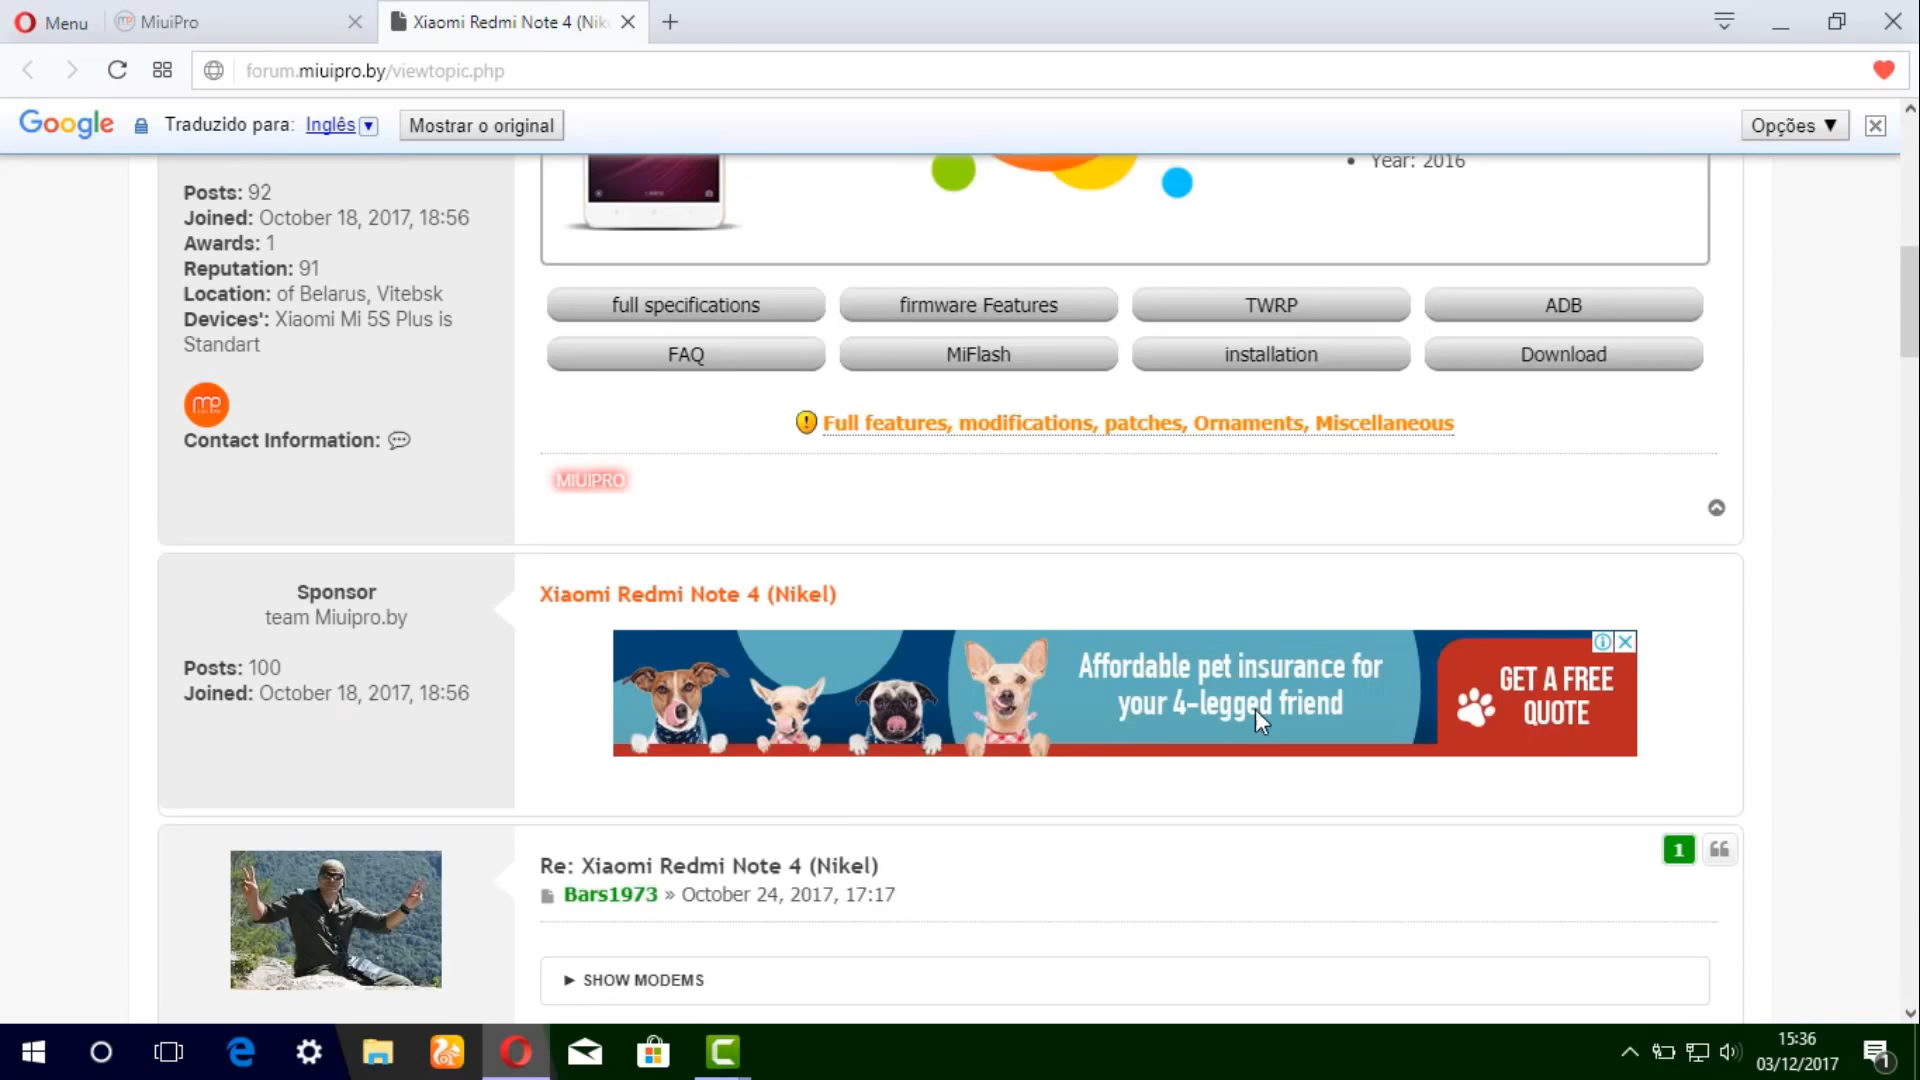 Menu
MiuiPro
Xiaomi Redmi Note 4 (Nik
forum.miuipro.by/viewtopic.php
Google
Traduzido para: Inglês
Mostrar o original
Opções ▼
Posts: 92
Joined: October 18, 2017, 18:56
Awards: 1
Reputation: 91
Location: of Belarus, Vitebsk
Devices': Xiaomi Mi 5S Plus is
Standart
mp
Contact Information:
• Year: 2016
full specifications
firmware Features
TWRP
ADB
FAQ
MiFlash
installation
Download
Full features, modifications, patches, Ornaments, Miscellaneous
MIUIPRO
Sponsor
team Miuipro.by
Posts: 100
Joined: October 18, 2017, 18:56
Xiaomi Redmi Note 4 (Nikel)
Affordable pet insurance for
your 4-legged friend
GET A FREE
QUOTE
1
Re: Xiaomi Redmi Note 4 (Nikel)
Bars1973 » October 24, 2017, 17:17
► SHOW MODEMS
15:36
03/12/2017
1